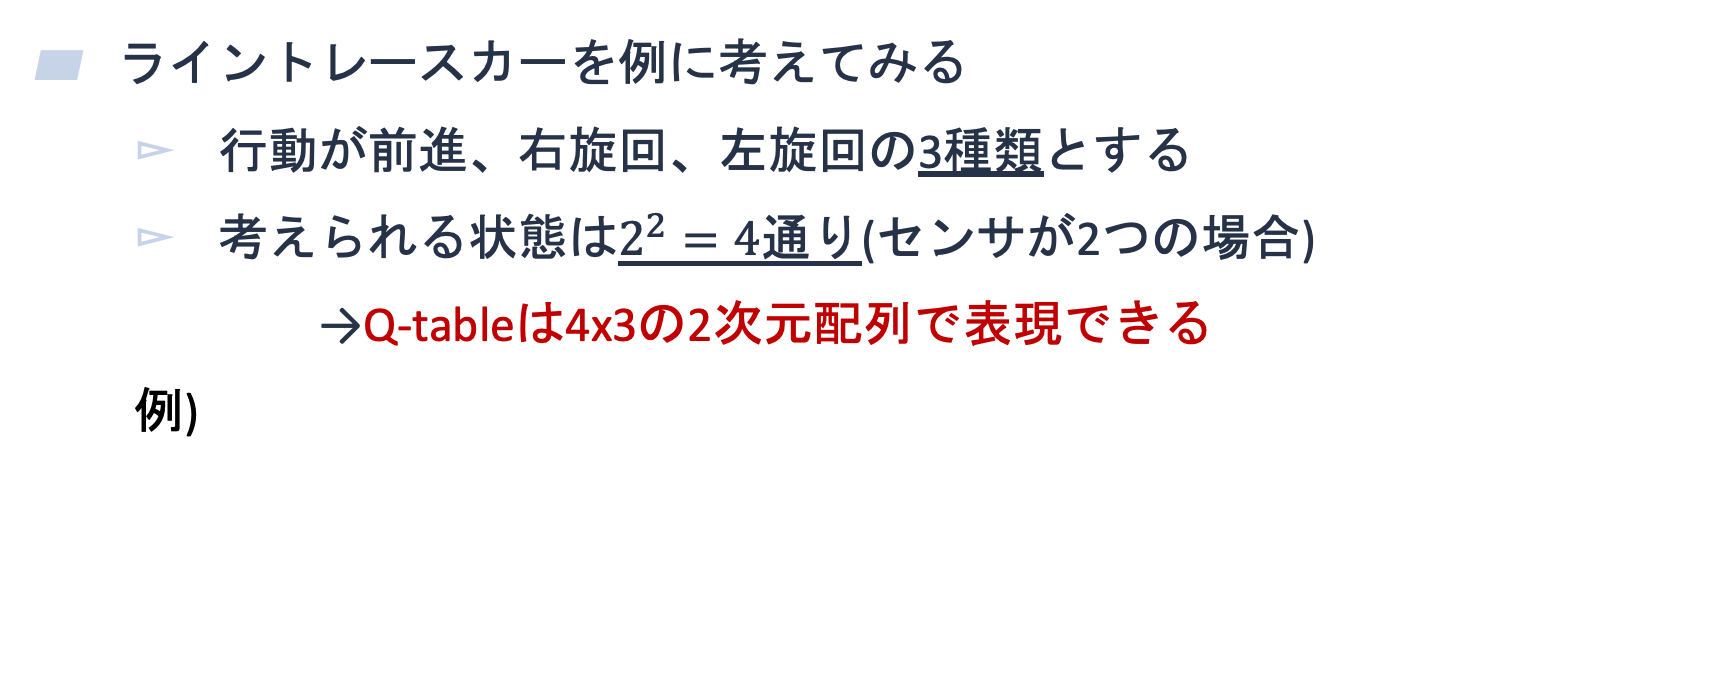 ライントレースカーを例に考えてみる
行動が前進、右旋回、左旋回の3種類とする
考えられる状態は2² = 4通り(センサが2つの場合)
→Q-tableは4x3の2次元配列で表現できる
例)